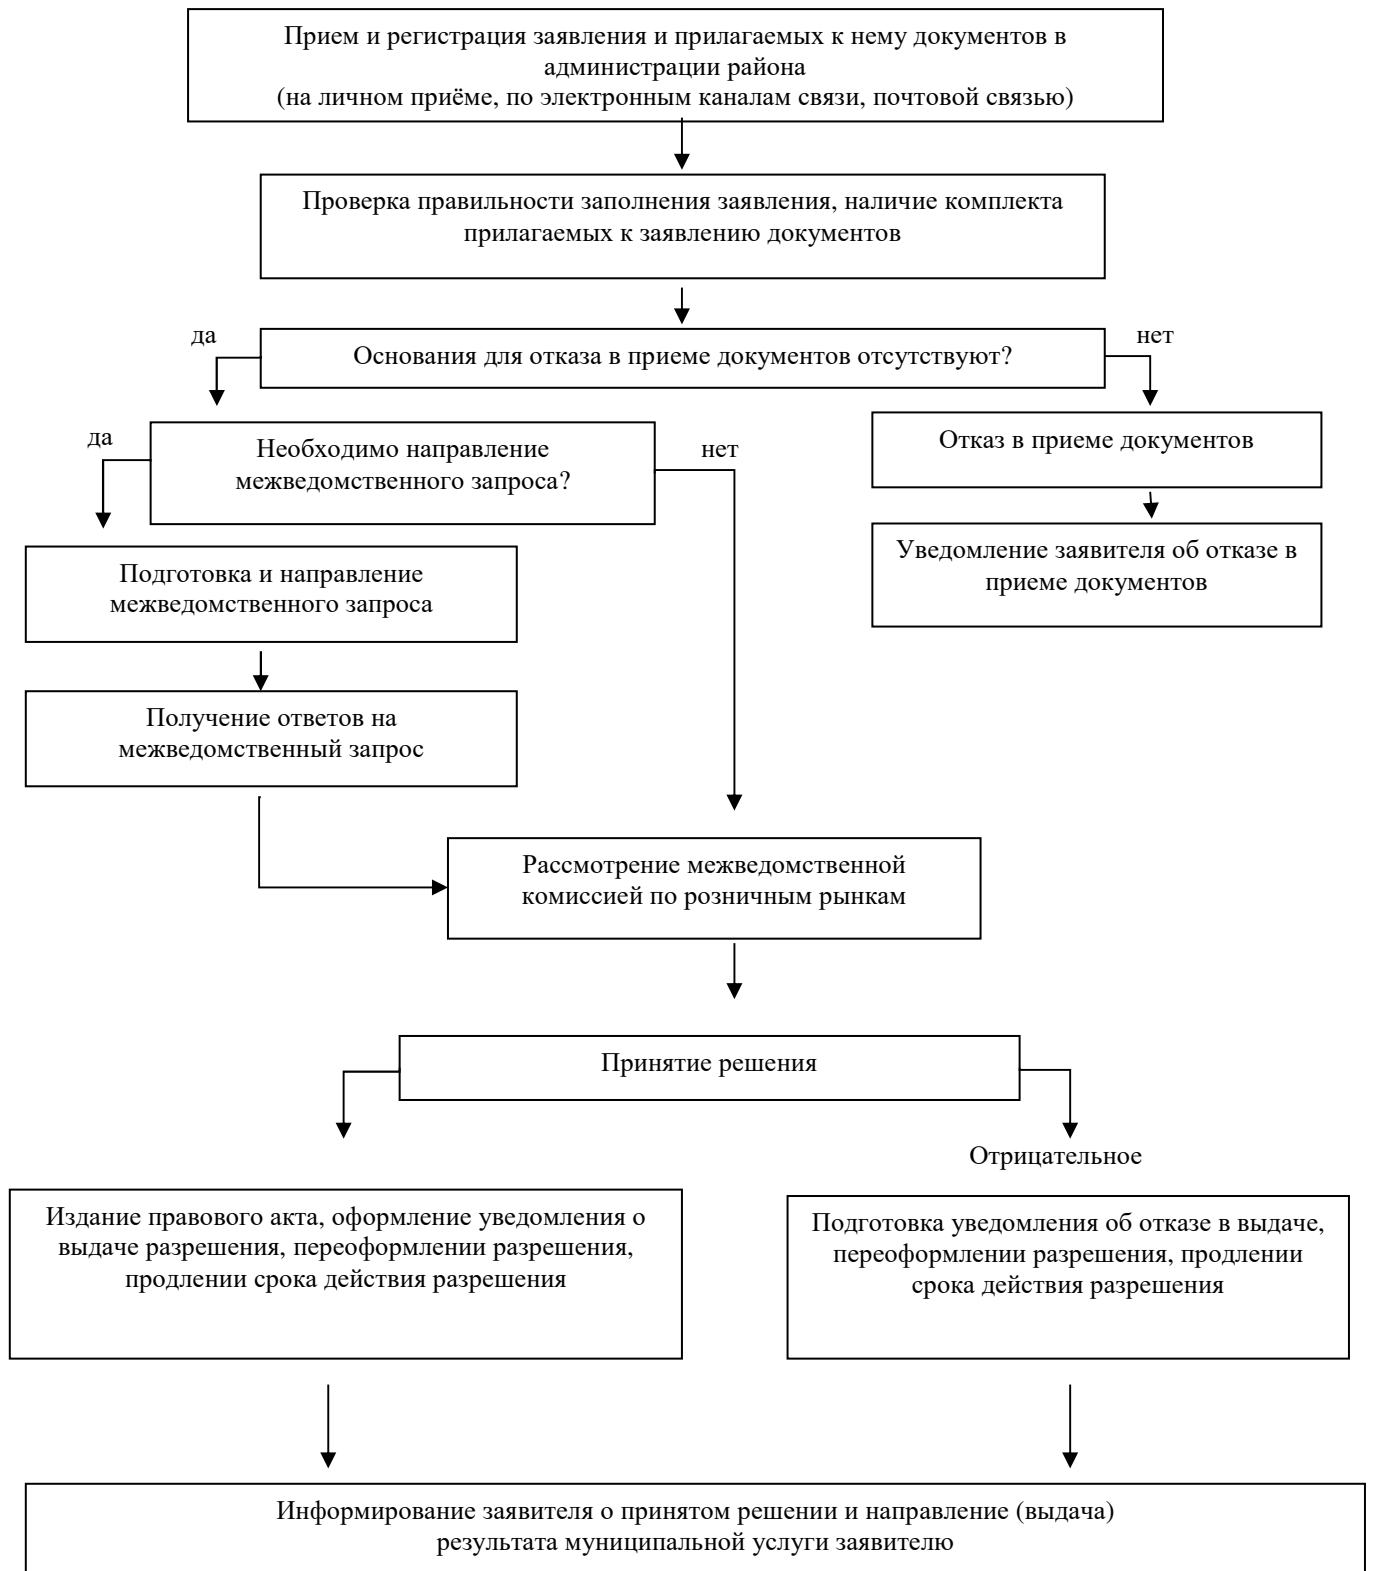 Прием и регистрация заявления и прилагаемых к нему документов в
администрации района
(на личном приёме, по электронным каналам связи, почтовой связью)
Проверка правильности заполнения заявления, наличие комплекта
прилагаемых к заявлению документов
да
нет
Основания для отказа в приеме документов отсутствуют?
да
Необходимо направление
межведомственного запроса?
нет
Отказ в приеме документов
Уведомление заявителя об отказе в
приеме документов
Подготовка и направление
межведомственного запроса
Получение ответов на
межведомственный запрос
Рассмотрение межведомственной
комиссией по розничным рынкам
Принятие решения
Отрицательное
Издание правового акта, оформление уведомления о
выдаче разрешения, переоформлении разрешения,
продлении срока действия разрешения
Подготовка уведомления об отказе в выдаче,
переоформлении разрешения, продлении
срока действия разрешения
Информирование заявителя о принятом решении и направление (выдача)
результата муниципальной услуги заявителю